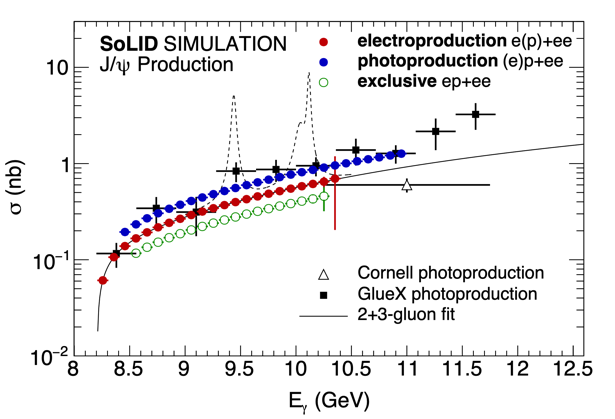 SoLID SIMULATION
J/ψ Production
electroproduction e(p)+ee
photoproduction (e)p+ee
exclusive ep+ee
10
1
10⁻¹
10⁻²
σ (nb)
Cornell photoproduction
GlueX photoproduction
2+3-gluon fit
8 8.5 9 9.5 10 10.5 11 11.5 12 12.5
Eγ (GeV)